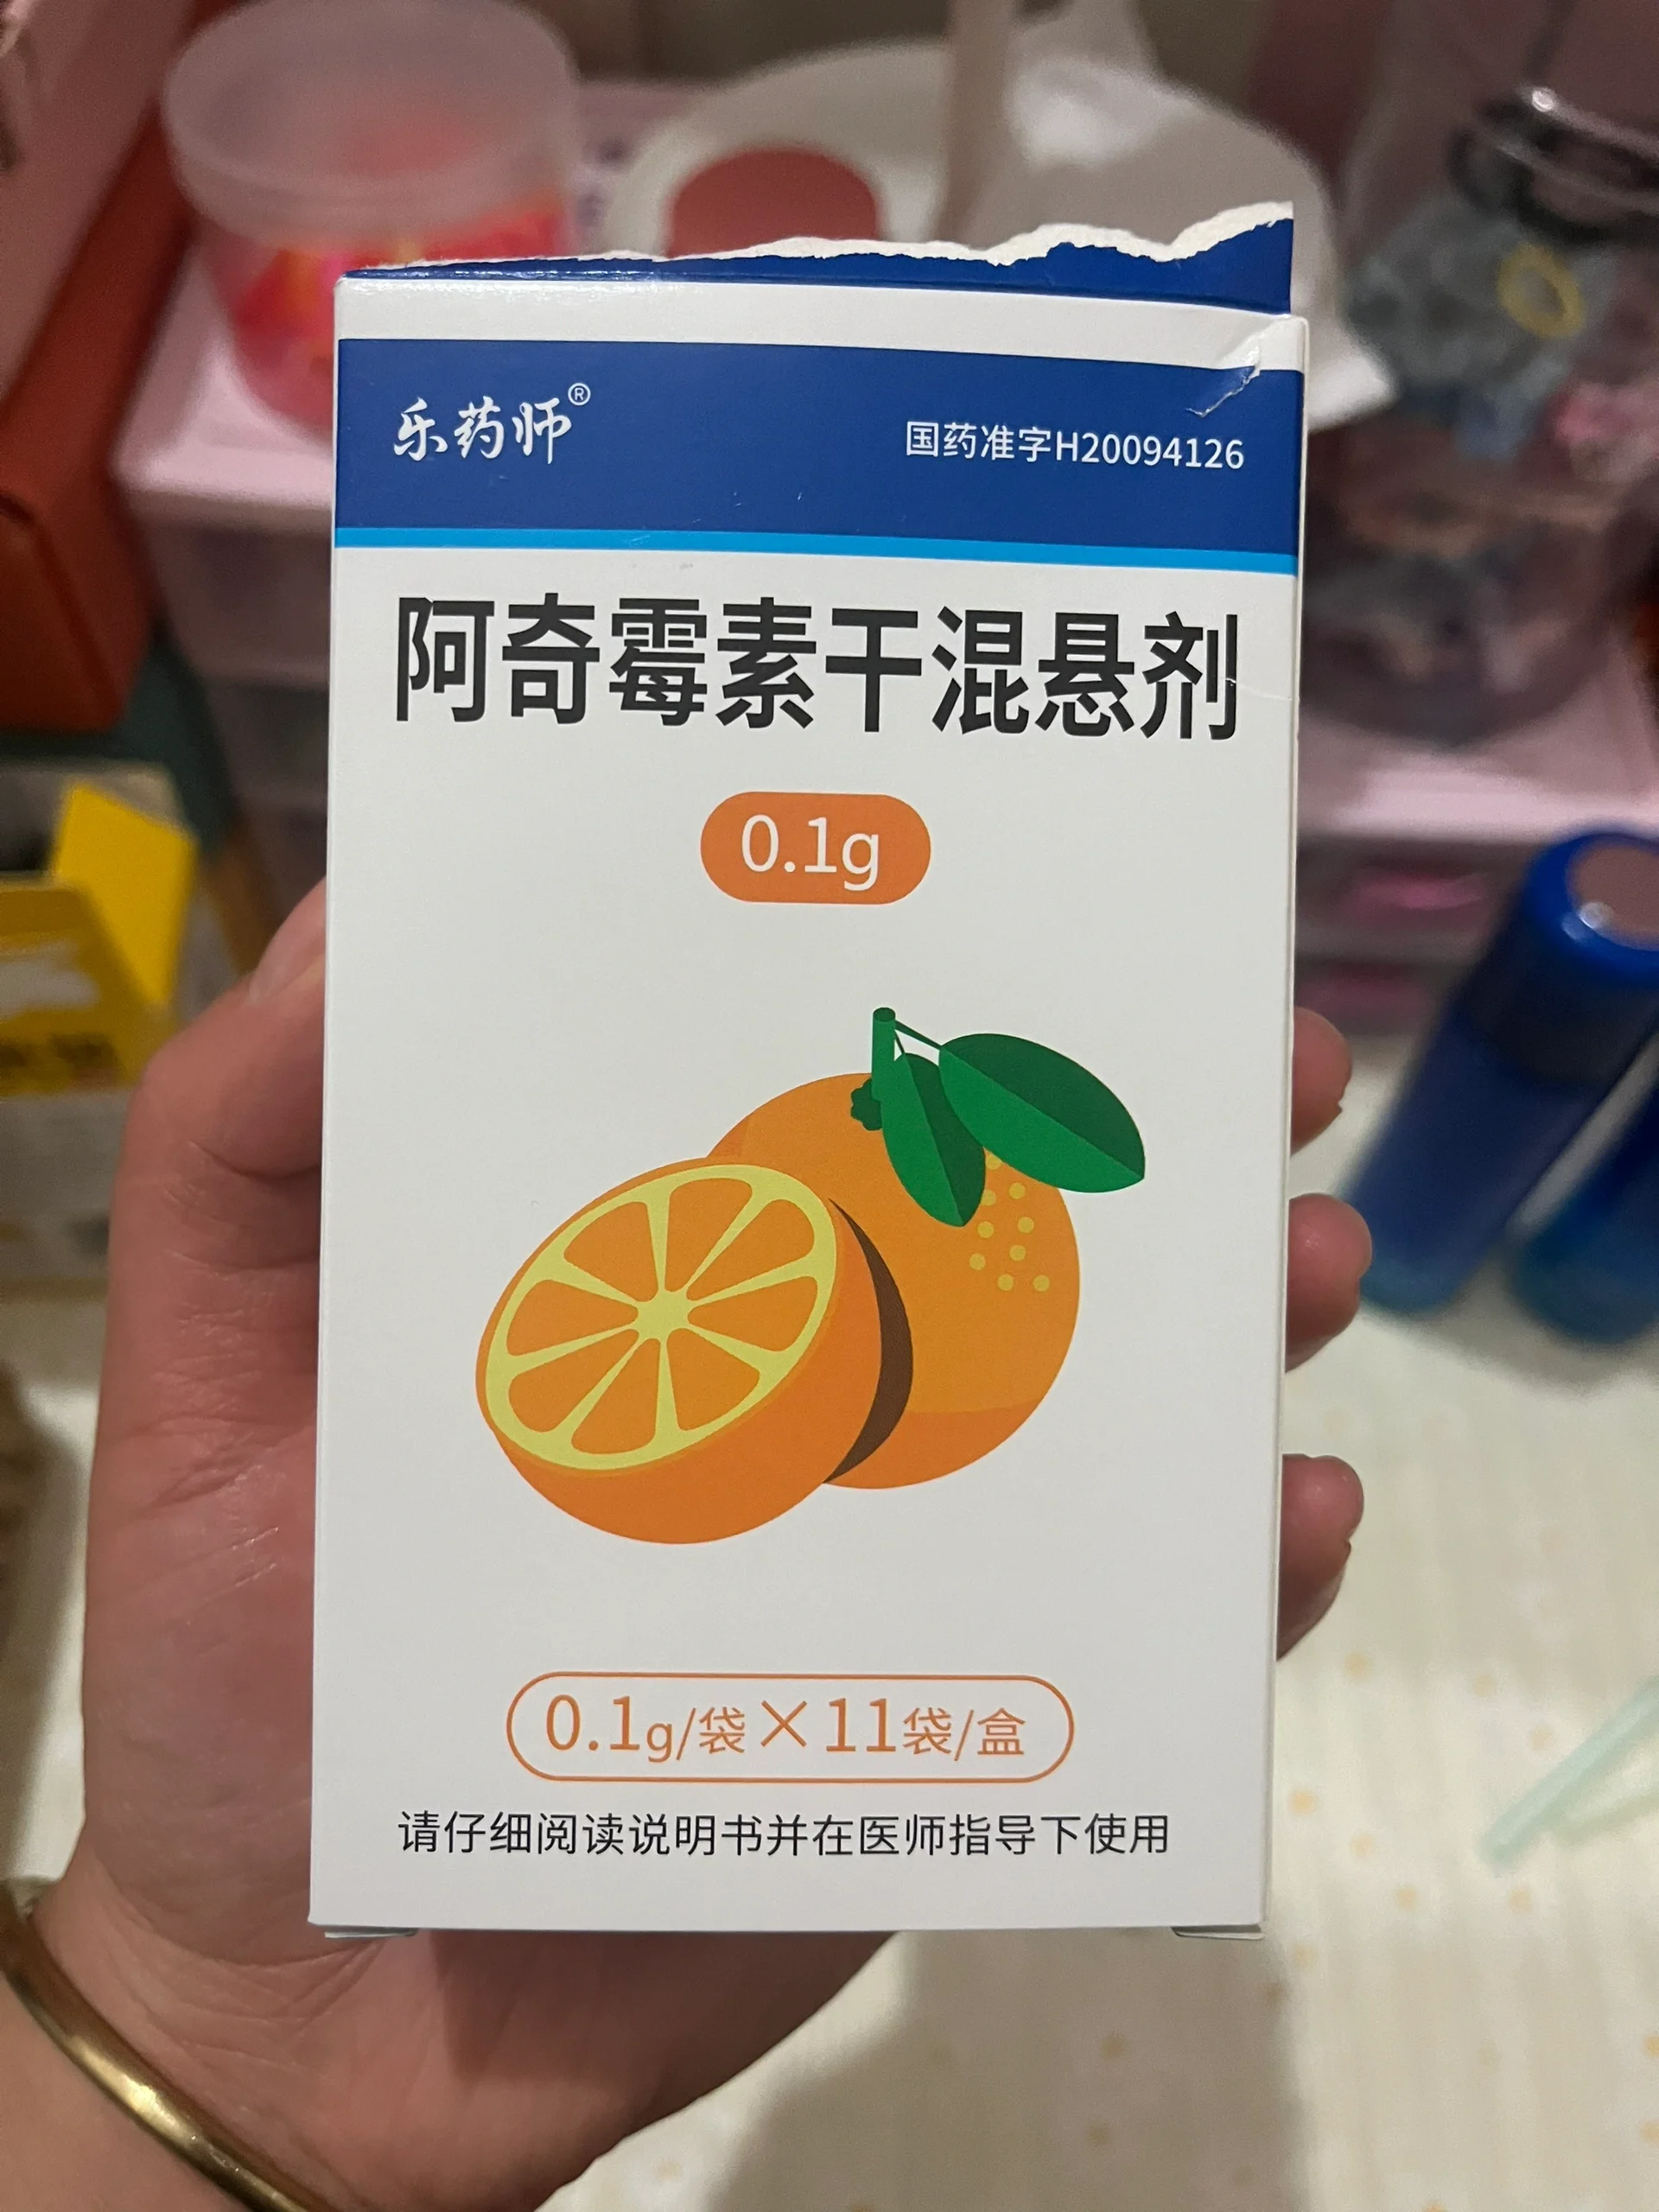 乐药师®
国药准字H20094126
阿奇霉素干混悬剂
0.1g
0.1g/袋×11袋/盒
请仔细阅读说明书并在医师指导下使用